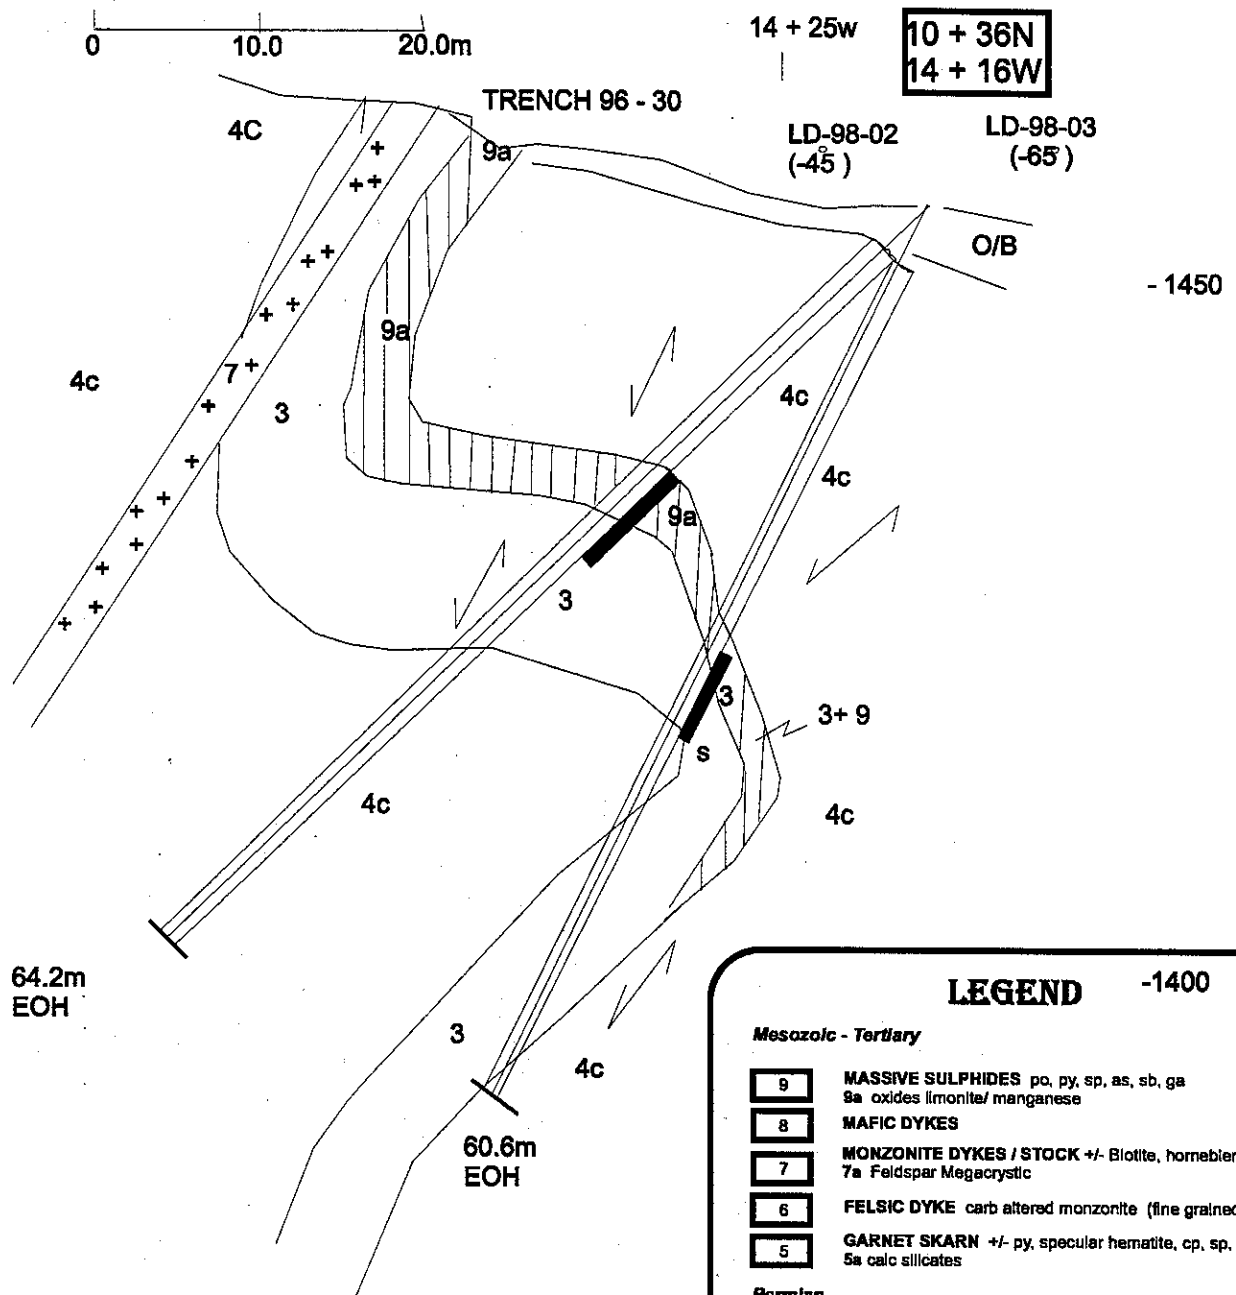 0 10.0 20.0m
14 + 25w
10 + 36N
14 + 16W
TRENCH 96 - 30
LD-98-02
(-45°)
LD-98-03
(-65°)
4C
9a
O/B
- 1450
9a
7
4c
3
4c
4c
9a
3
3
3+ 9
s
4c
4c
64.2m
EOH
3
4c
60.6m
EOH
-1400
LEGEND
Mesozoic - Tertiary
9 MASSIVE SULPHIDES po, py, sp, as, sb, ga
9a oxides limonite/ manganese
8 MAFIC DYKES
7 MONZONITE DYKES / STOCK +/- Biotite, hornebler
7a Feldspar Megacrystic
6 FELSIC DYKE carb altered monzonite (fine grained
5 GARNET SKARN +/- py, specular hematite, cp, sp,
5a calc silicates